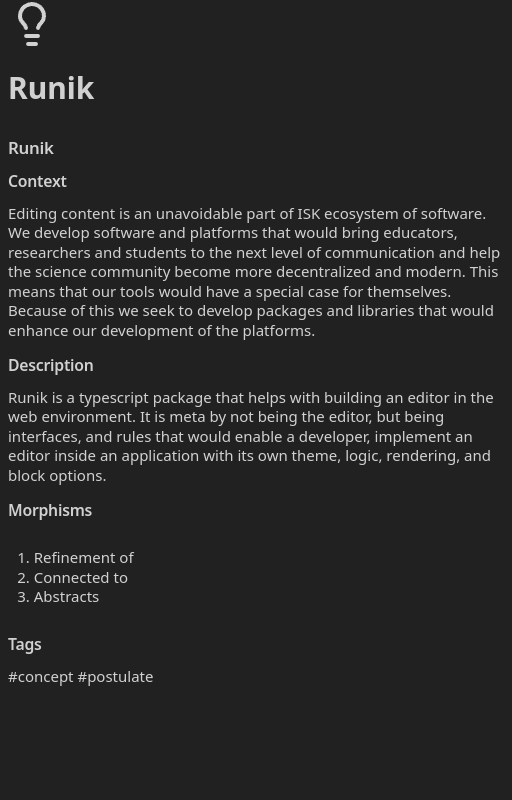 Runik
Runik
Context
Editing content is an unavoidable part of ISK ecosystem of software.
We develop software and platforms that would bring educators,
researchers and students to the next level of communication and help
the science community become more decentralized and modern. This
means that our tools would have a special case for themselves.
Because of this we seek to develop packages and libraries that would
enhance our development of the platforms.
Description
Runik is a typescript package that helps with building an editor in the
web environment. It is meta by not being the editor, but being
interfaces, and rules that would enable a developer, implement an
editor inside an application with its own theme, logic, rendering, and
block options.
Morphisms
1. Refinement of
2. Connected to
3. Abstracts
Tags
#concept #postulate